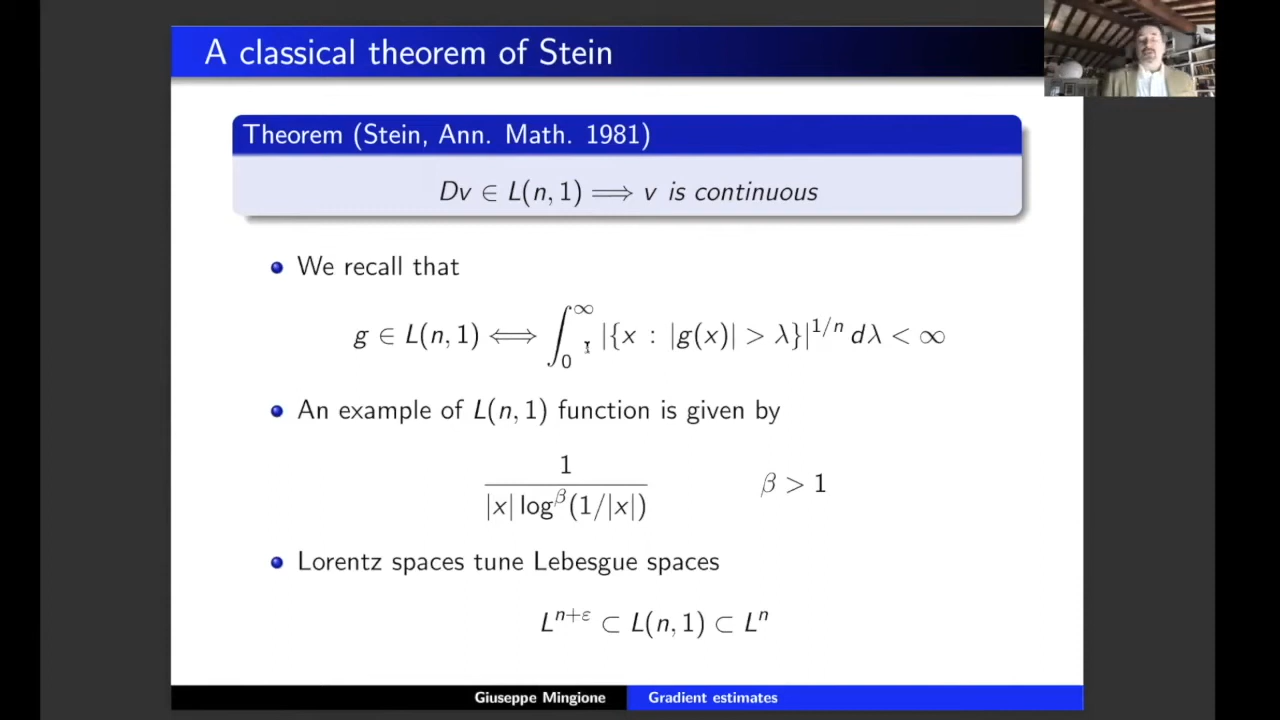 A classical theorem of Stein
Theorem (Stein, Ann. Math. 1981)
Dv ∈ L(n, 1) ⟹ v is continuous
We recall that
g ∈ L(n, 1) ⟺ ∫₀^∞ |{x : |g(x)| > λ}|^{1/n} dλ < ∞
An example of L(n, 1) function is given by
1
|x| log^β(1/|x|)
β > 1
Lorentz spaces tune Lebesgue spaces
L^{n+ε} ⊂ L(n, 1) ⊂ L^n
Giuseppe Mingione
Gradient estimates